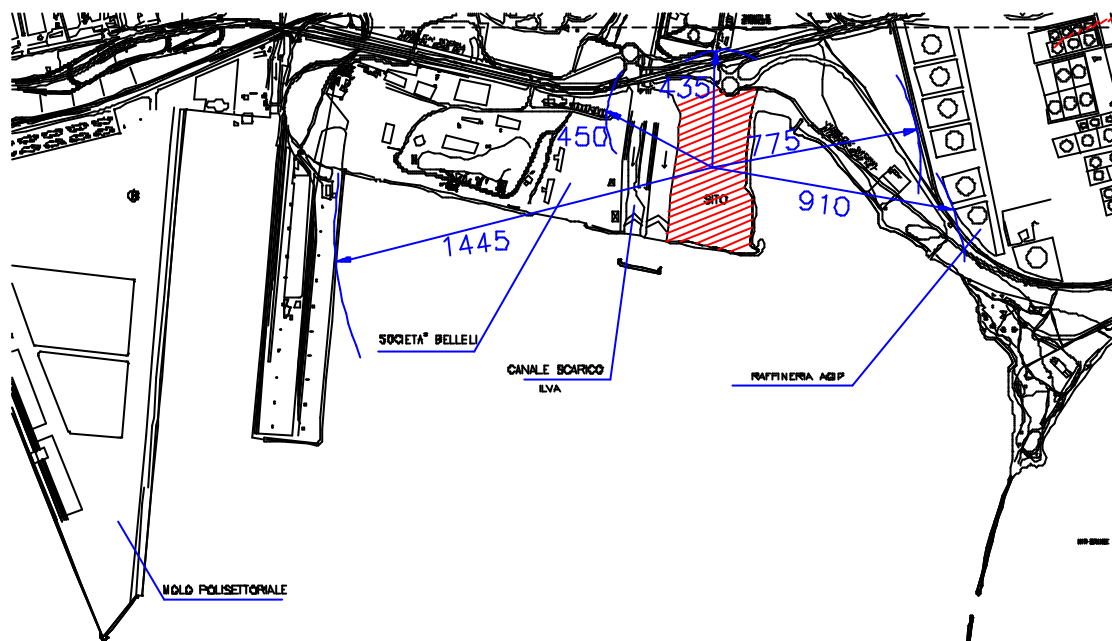 435
450
775
SITO
910
1445
SOCIETA' BELLELI
CANALE SCARICO
ILVA
RAFFINERIA AGIP
MOLO POLISETTORIALE